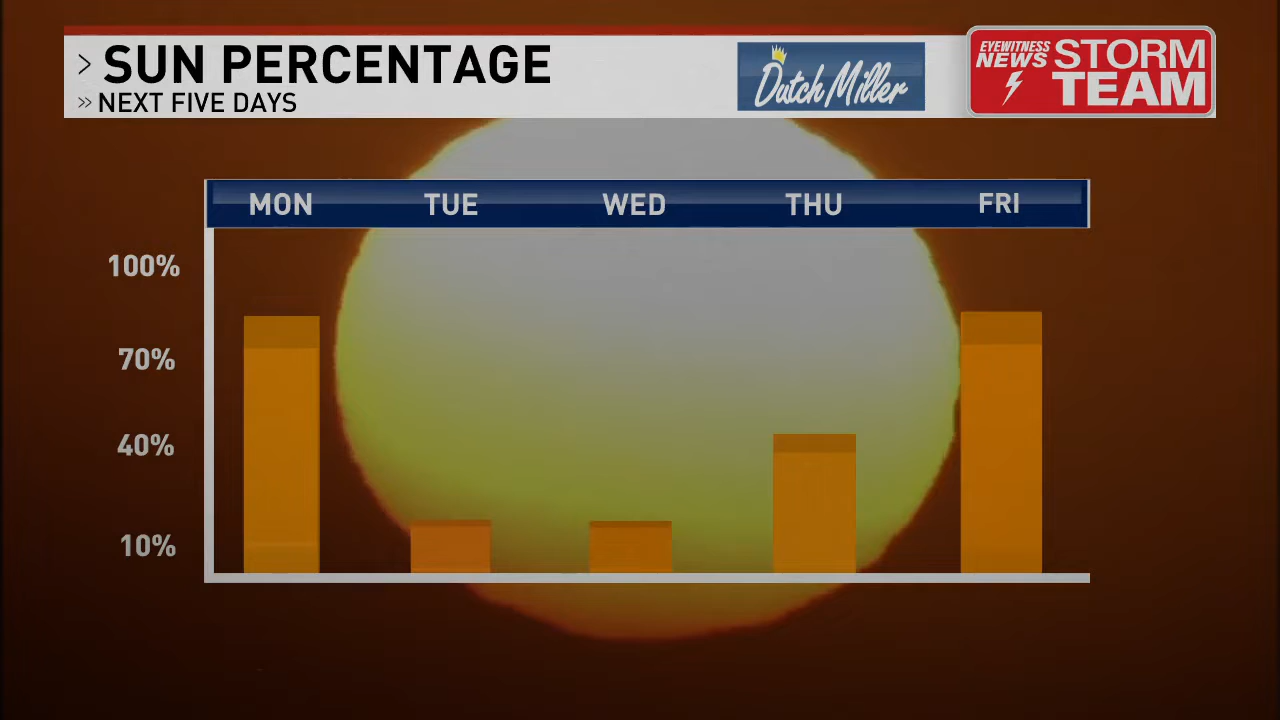 > SUN PERCENTAGE
» NEXT FIVE DAYS
Dutch Miller
EYEWITNESS NEWS
STORM TEAM
MON TUE WED THU FRI
100%
70%
40%
10%